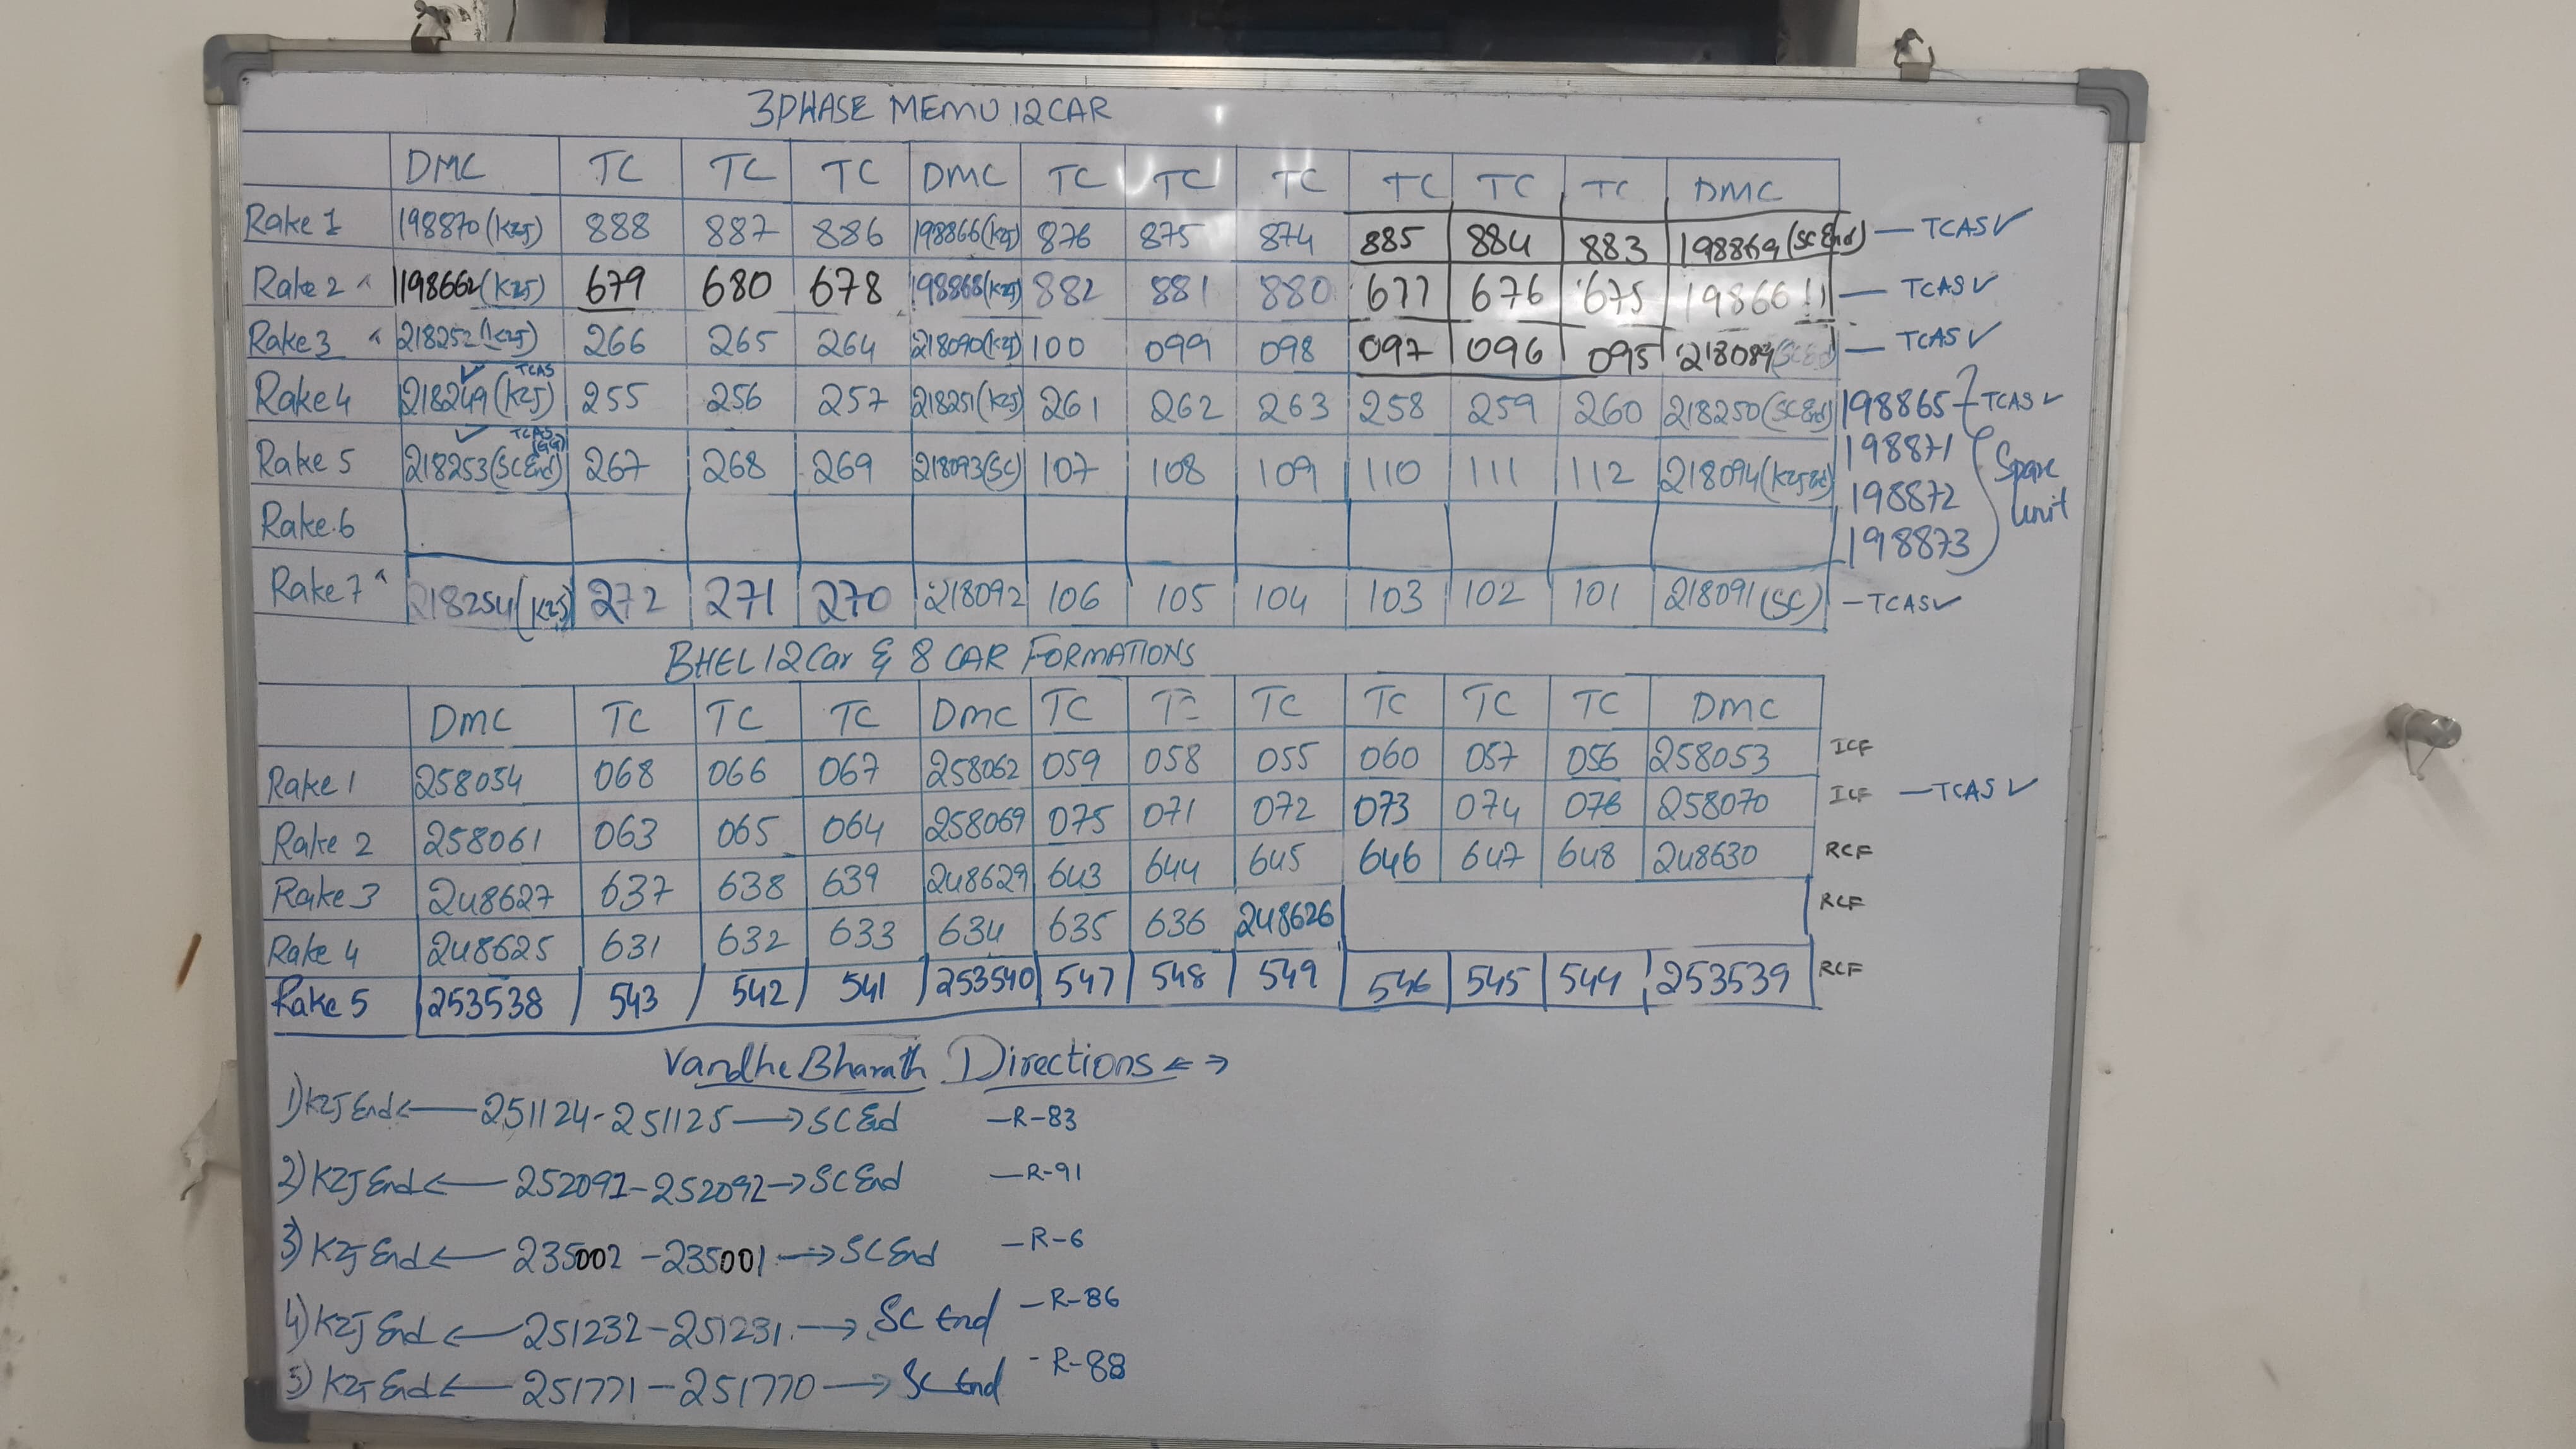 3PHASE MEMU 12CAR
DMC TC TC TC DMC TC TC TC TC TC TC DMC
Rake 1 198870(KZJ) 888 887 886 198866(KZJ) 876 875 874 885 884 883 198869(SC End) — TCAS ✓
Rake 2 198662(KZJ) 679 680 678 198868(KZJ) 882 881 880 677 676 675 19866 — TCAS ✓
Rake 3 218252(KZJ) 266 265 264 218090(KZJ) 100 099 098 097 096 095 218089(SC End) — TCAS ✓
✓ TCAS
Rake 4 218249(KZJ) 255 256 257 218251(KZJ) 261 262 263 258 259 260 218250(SC End) 198865 TCAS ✓
✓ TCAS (GG)
Rake 5 218253(SC End) 267 268 269 218093(SC) 107 108 109 110 111 112 218094(KZJ End) 198871
198872
198873
Spare unit
Rake.6
Rake 7 218254(KZJ) 272 271 270 218092 106 105 104 103 102 101 218091(SC) — TCAS ✓
BHEL 12 Car & 8 CAR FORMATIONS
DMC TC TC TC DMC TC TC TC TC TC TC DMC
Rake 1 258054 068 066 067 258062 059 058 055 060 057 056 258053 ICF
Rake 2 258061 063 065 064 258069 075 071 072 073 074 076 258070 ICF — TCAS ✓
Rake 3 248627 637 638 639 248629 643 644 645 646 647 648 248630 RCF
Rake 4 248625 631 632 633 634 635 636 248626 RCF
Rake 5 253538 543 542 541 253540 547 548 549 546 545 544 253539 RCF
Vandhe Bharath Directions ← →
1) KZJ End ← 251124-251125 → SC End — R-83
2) KZJ End ← 252091-252092 → SC End — R-91
3) KZJ End ← 235002 -235001 → SC End — R-6
4) KZJ End ← 251232-251231. → SC End — R-86
5) KZJ End ← 251771-251770 → SC End - R-88